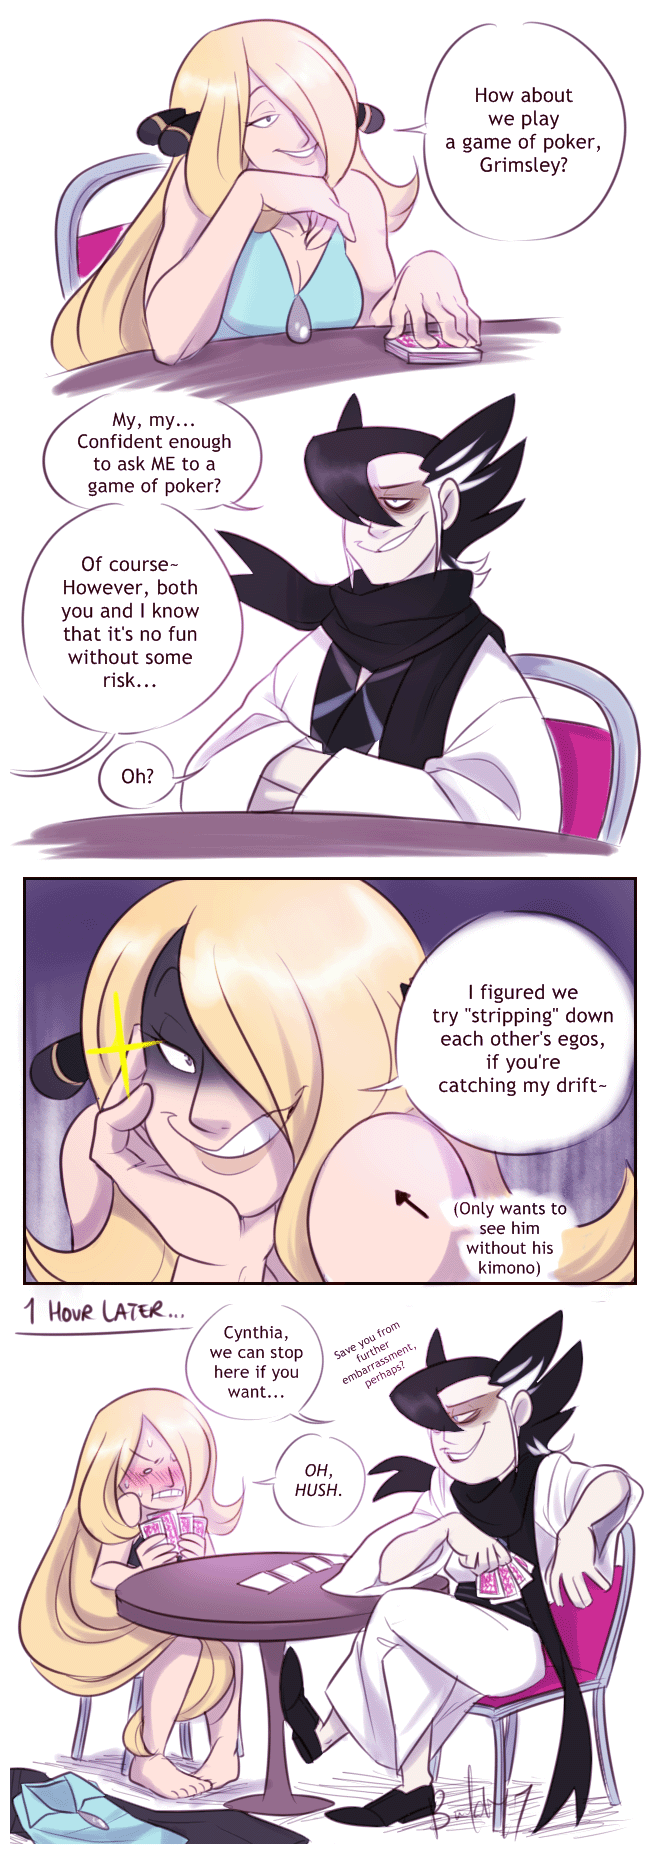 How about
we play
a game of poker,
Grimsley?
My, my...
Confident enough
to ask ME to a
game of poker?
Of course~
However, both
you and I know
that it's no fun
without some
risk...
Oh?
I figured we
try "stripping" down
each other's egos,
if you're
catching my drift~
(Only wants to
see him
without his
kimono)
1 HOUR LATER...
Cynthia,
we can stop
here if you
want...
Save you from
further
embarrassment,
perhaps?
OH,
HUSH.